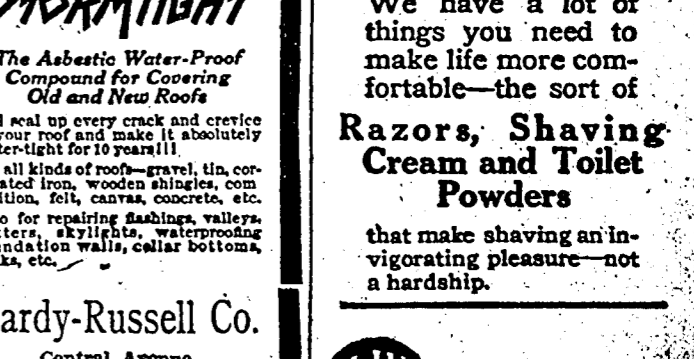 STORMTIGHT
The Asbestic Water-Proof
Compound for Covering
Old and New Roofs
seal up every crack and crevice
your roof and make it absolutely
ter-tight for 10 years!!!
all kinds of roofs—gravel, tin, cor-
ated iron, wooden shingles, com
ition, felt, canvas, concrete, etc.
o for repairing flashings, valleys,
tters, skylights, waterproofing
ndation walls, cellar bottoms,
ks, etc.
ardy-Russell Co.
Central Avenue
We have a lot of
things you need to
make life more com-
fortable—the sort of
Razors, Shaving
Cream and Toilet
Powders
that make shaving an in-
vigorating pleasure—not
a hardship.